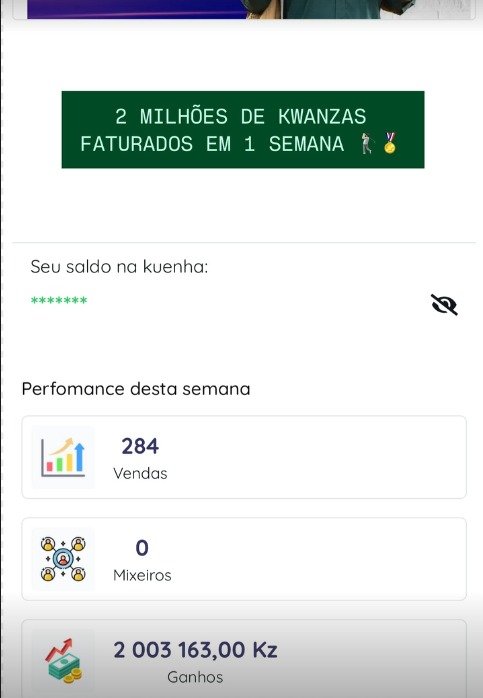 2 MILHÕES DE KWANZAS
FATURADOS EM 1 SEMANA
Seu saldo na kuenha:
*******
Perfomance desta semana
284
Vendas
0
Mixeiros
2 003 163,00 Kz
Ganhos